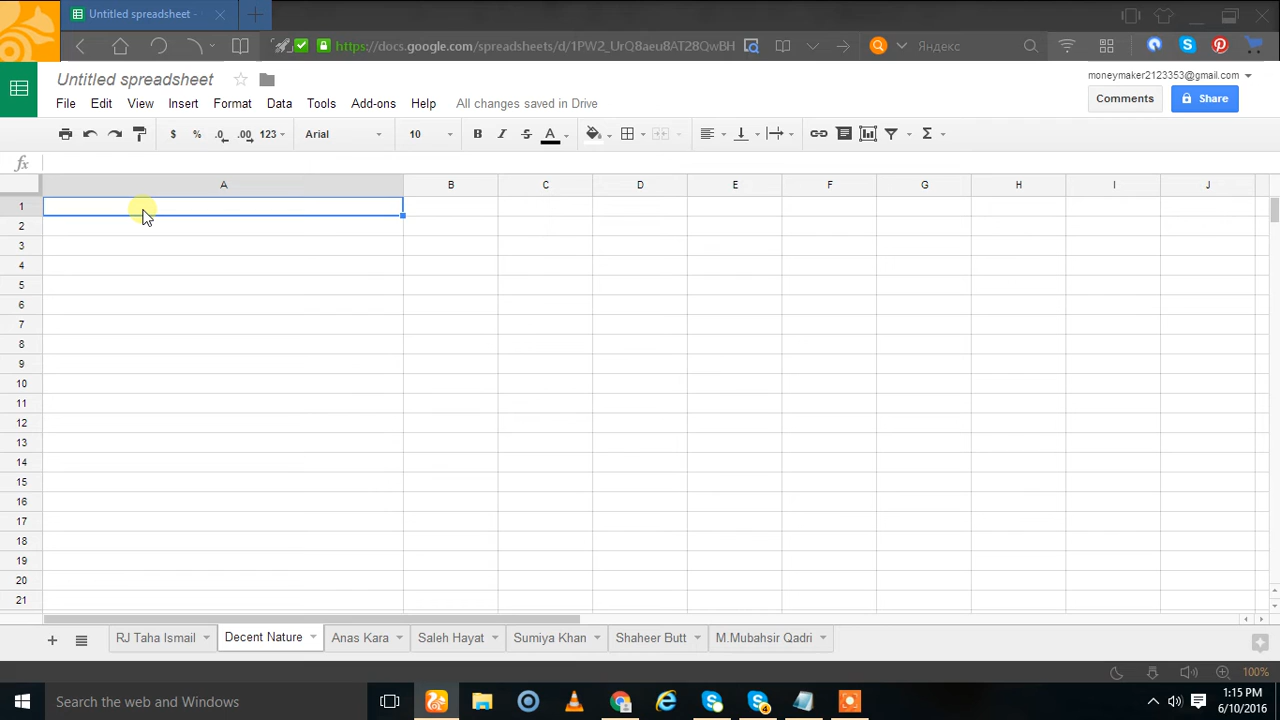 Untitled spreadsheet -
https://docs.google.com/spreadsheets/d/1PW2_UrQ8aeu8AT28QwBH
Яндекс
Untitled spreadsheet
moneymaker2123353@gmail.com
File Edit View Insert Format Data Tools Add-ons Help All changes saved in Drive
Comments
Share
$ % .0 .00 123 Arial 10 B I S A Σ
fx
A B C D E F G H I J
1
2
3
4
5
6
7
8
9
10
11
12
13
14
15
16
17
18
19
20
21
RJ Taha Ismail Decent Nature Anas Kara Saleh Hayat Sumiya Khan Shaheer Butt M.Mubahsir Qadri
100%
Search the web and Windows
4
1:15 PM
6/10/2016